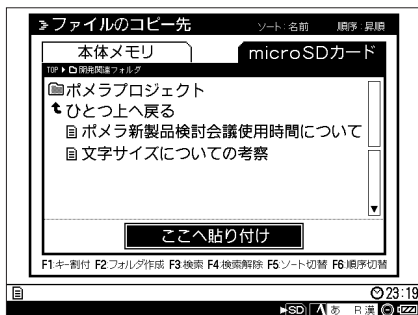 ファイルのコピー先 ソート:名前 順序:昇順
本体メモリ microSDカード
TOP 開発関連フォルダ
ポメラプロジェクト
ひとつ上へ戻る
ポメラ新製品検討会議使用時間について
文字サイズについての考察
ここへ貼り付け
F1:キー割付 F2:フォルダ作成 F3:検索 F4:検索解除 F5:ソート切替 F6:順序切替
23:19
SD あ R漢